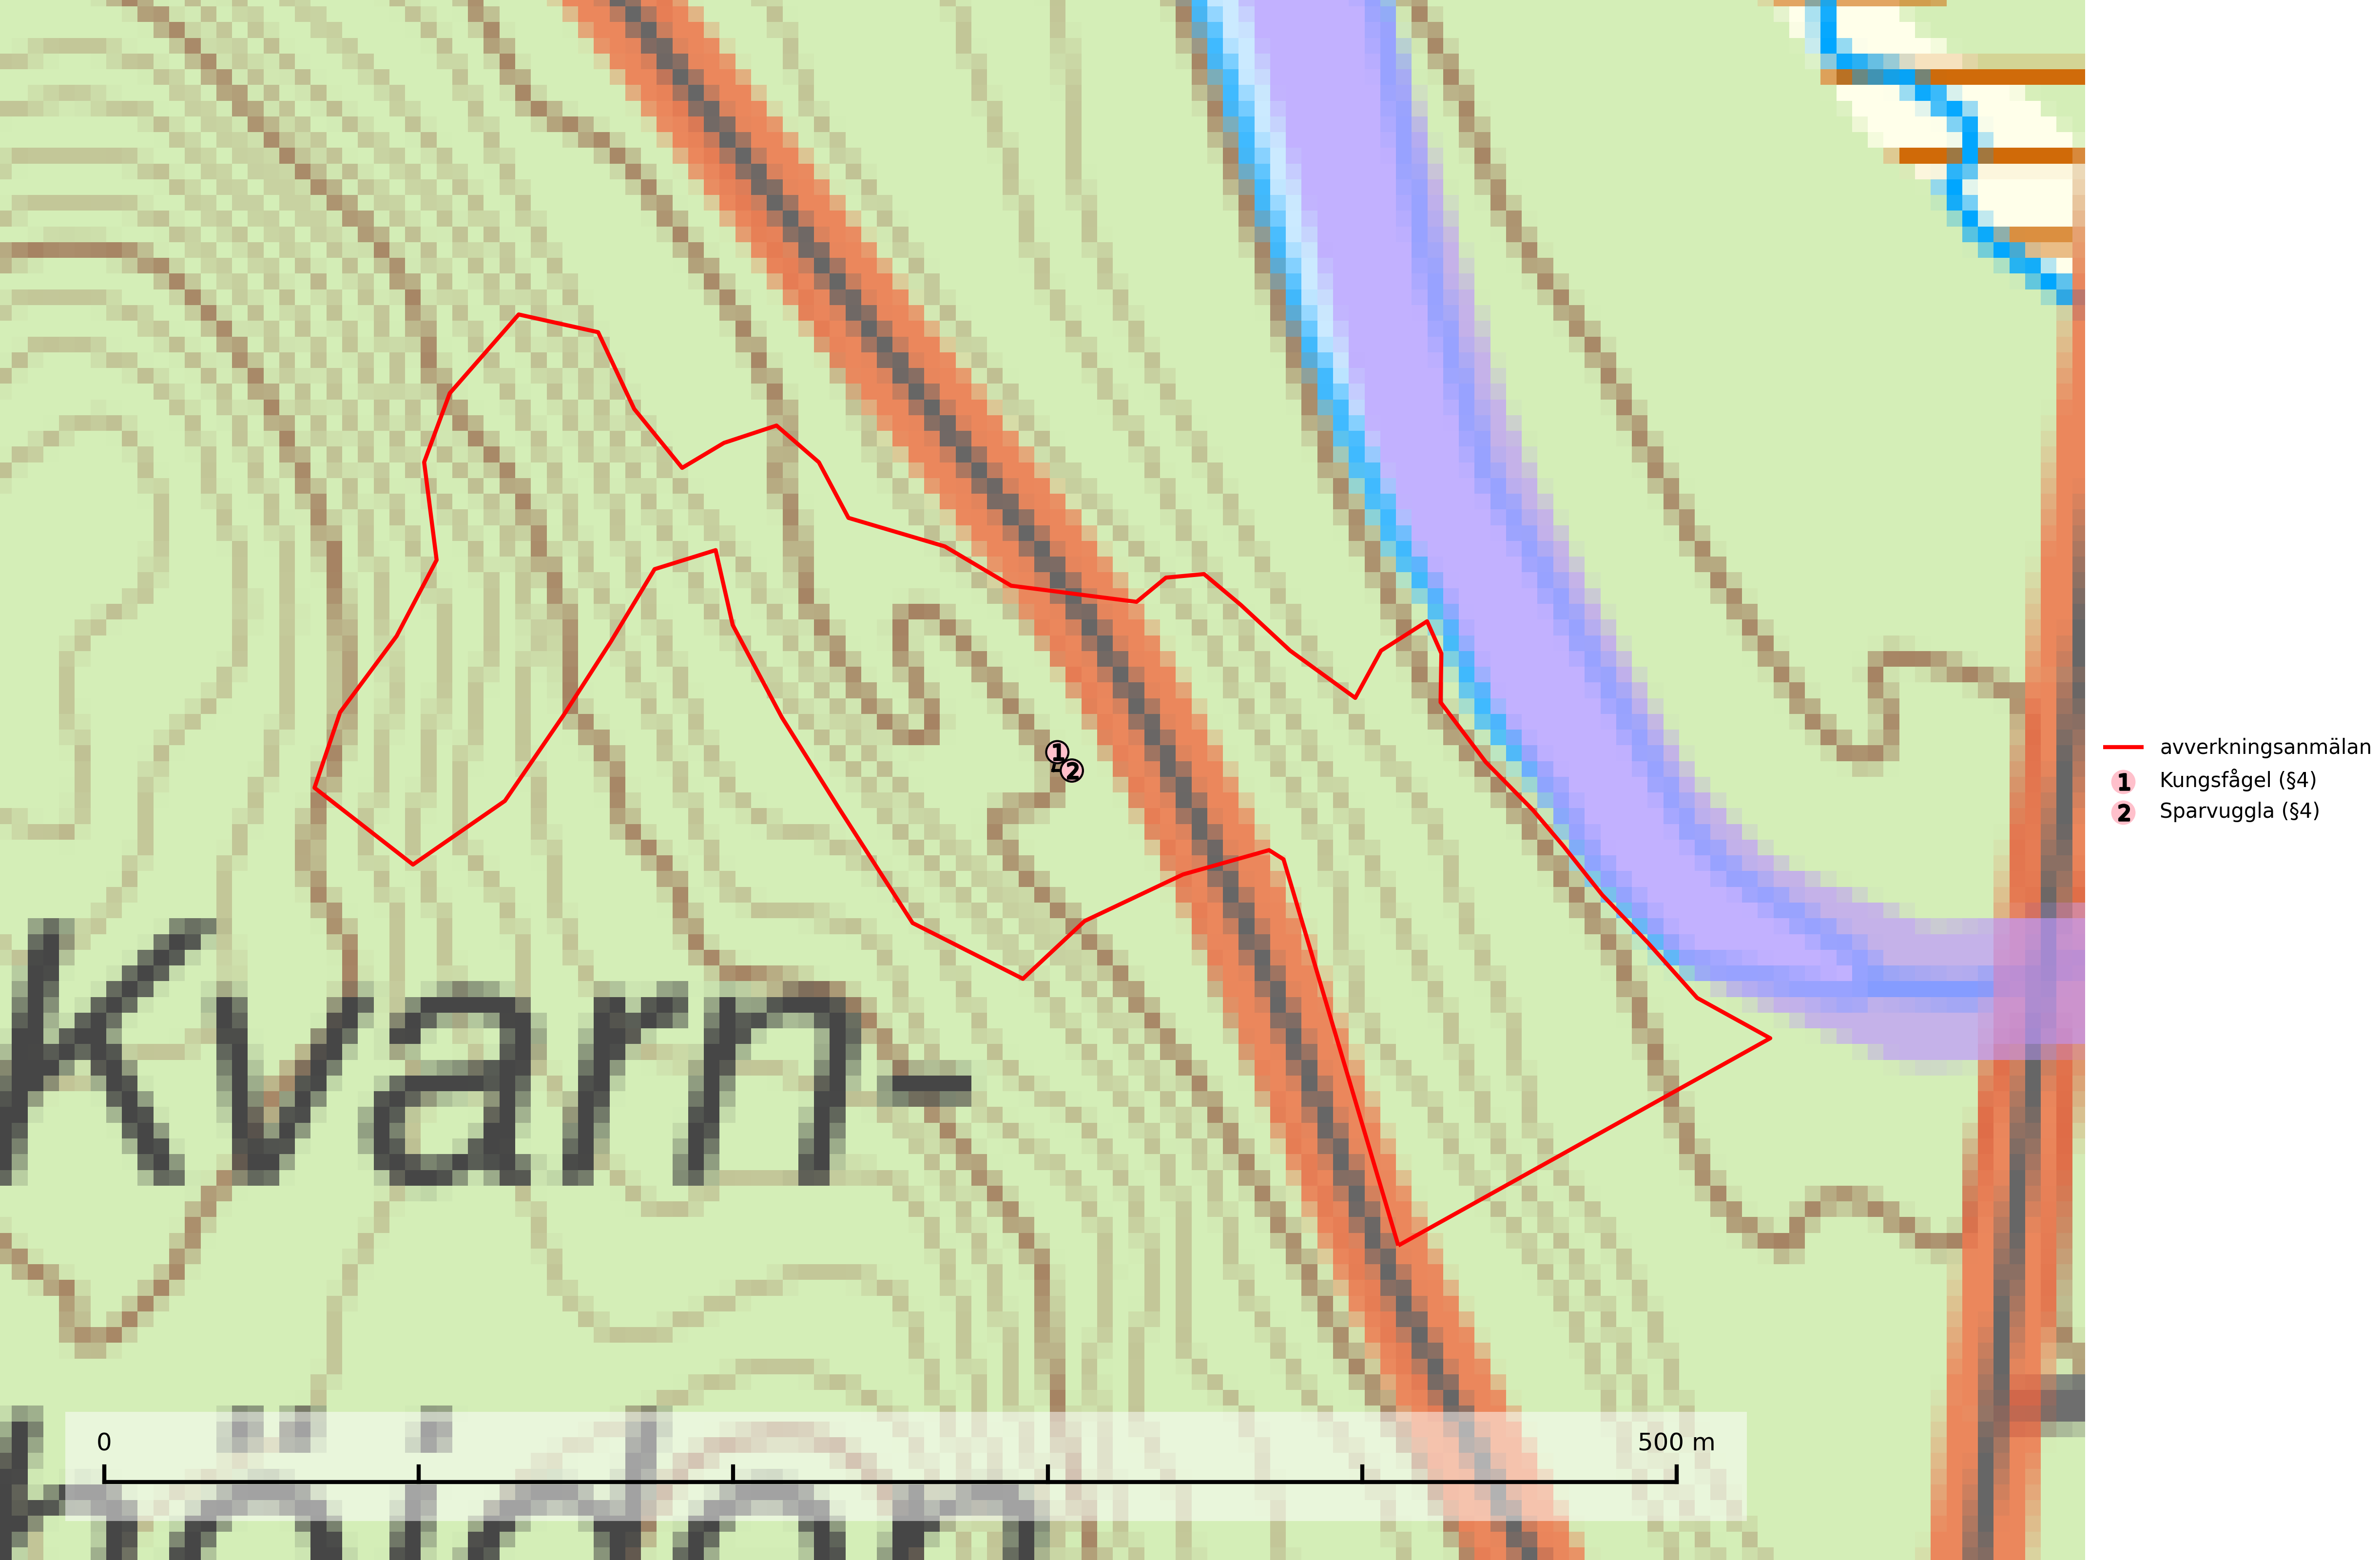 1
2
kvarn-
0
500 m
avverkningsanmälan
1 Kungsfågel (§4)
2 Sparvuggla (§4)